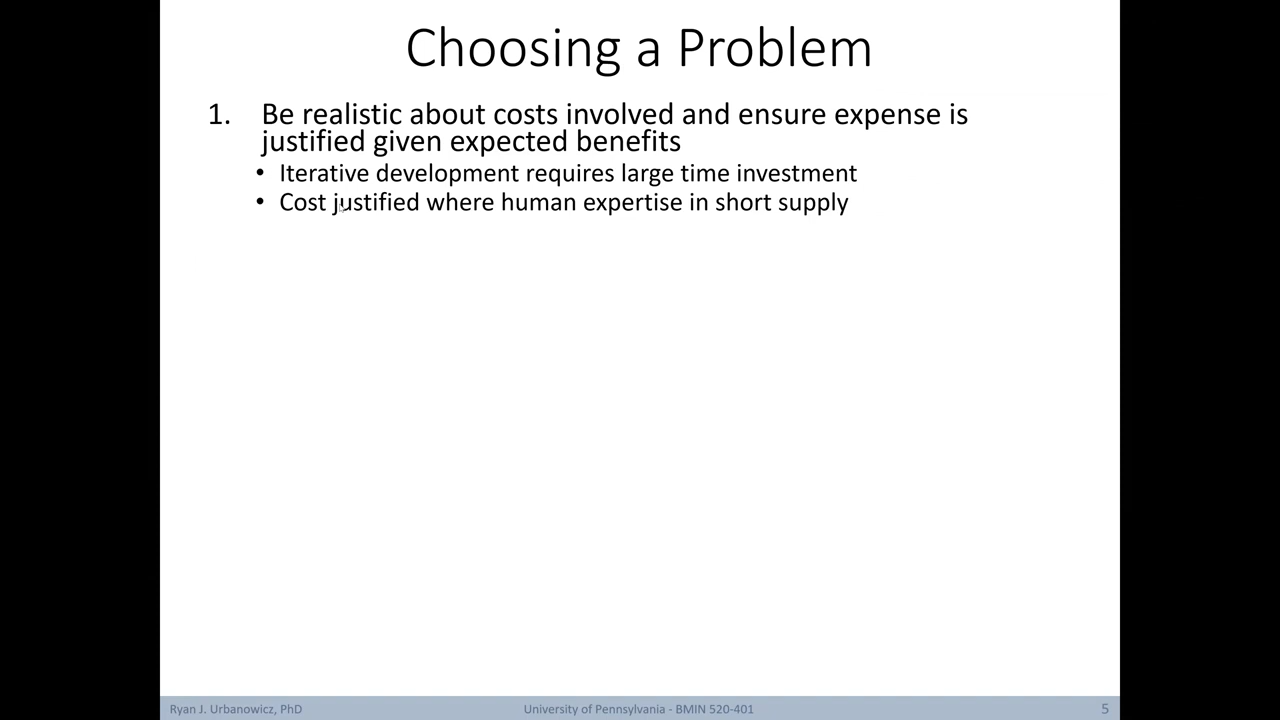 Choosing a Problem
1. Be realistic about costs involved and ensure expense is
justified given expected benefits
• Iterative development requires large time investment
• Cost justified where human expertise in short supply
Ryan J. Urbanowicz, PhD
University of Pennsylvania - BMIN 520-401
5